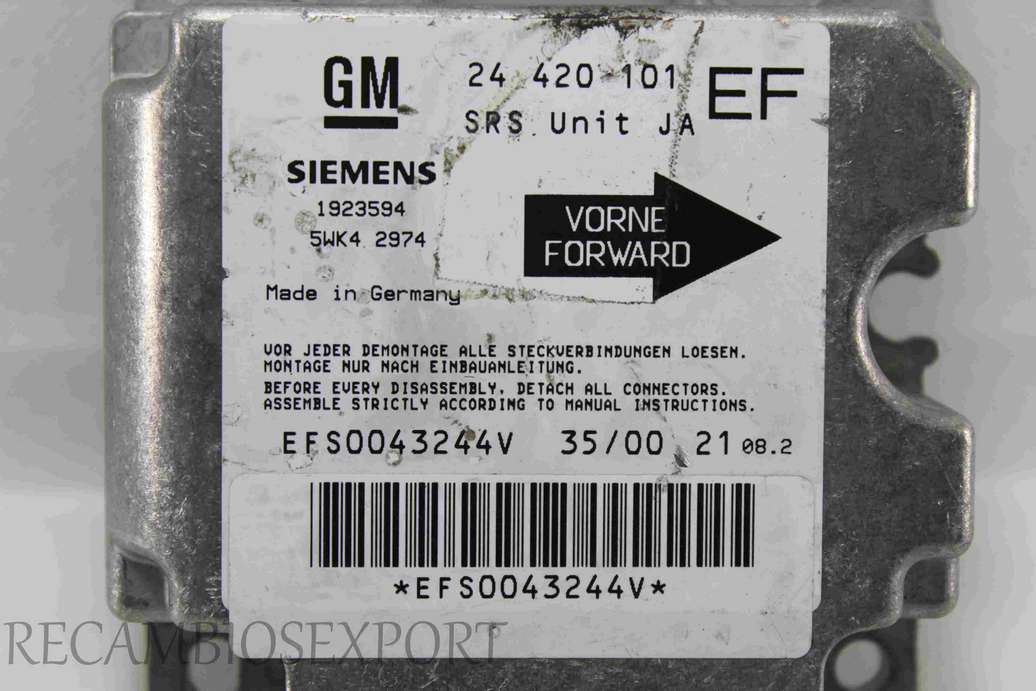 GM
24 420 101
EF
SRS Unit JA
SIEMENS
1923594
5WK4 2974
VORNE
FORWARD
Made in Germany
VOR JEDER DEMONTAGE ALLE STECKVERBINDUNGEN LOESEN.
MONTAGE NUR NACH EINBAUANLEITUNG.
BEFORE EVERY DISASSEMBLY, DETACH ALL CONNECTORS.
ASSEMBLE STRICTLY ACCORDING TO MANUAL INSTRUCTIONS.
EFS0043244V 35/00 21 08.2
*EFS0043244V*
RECAMBIOSEXPORT